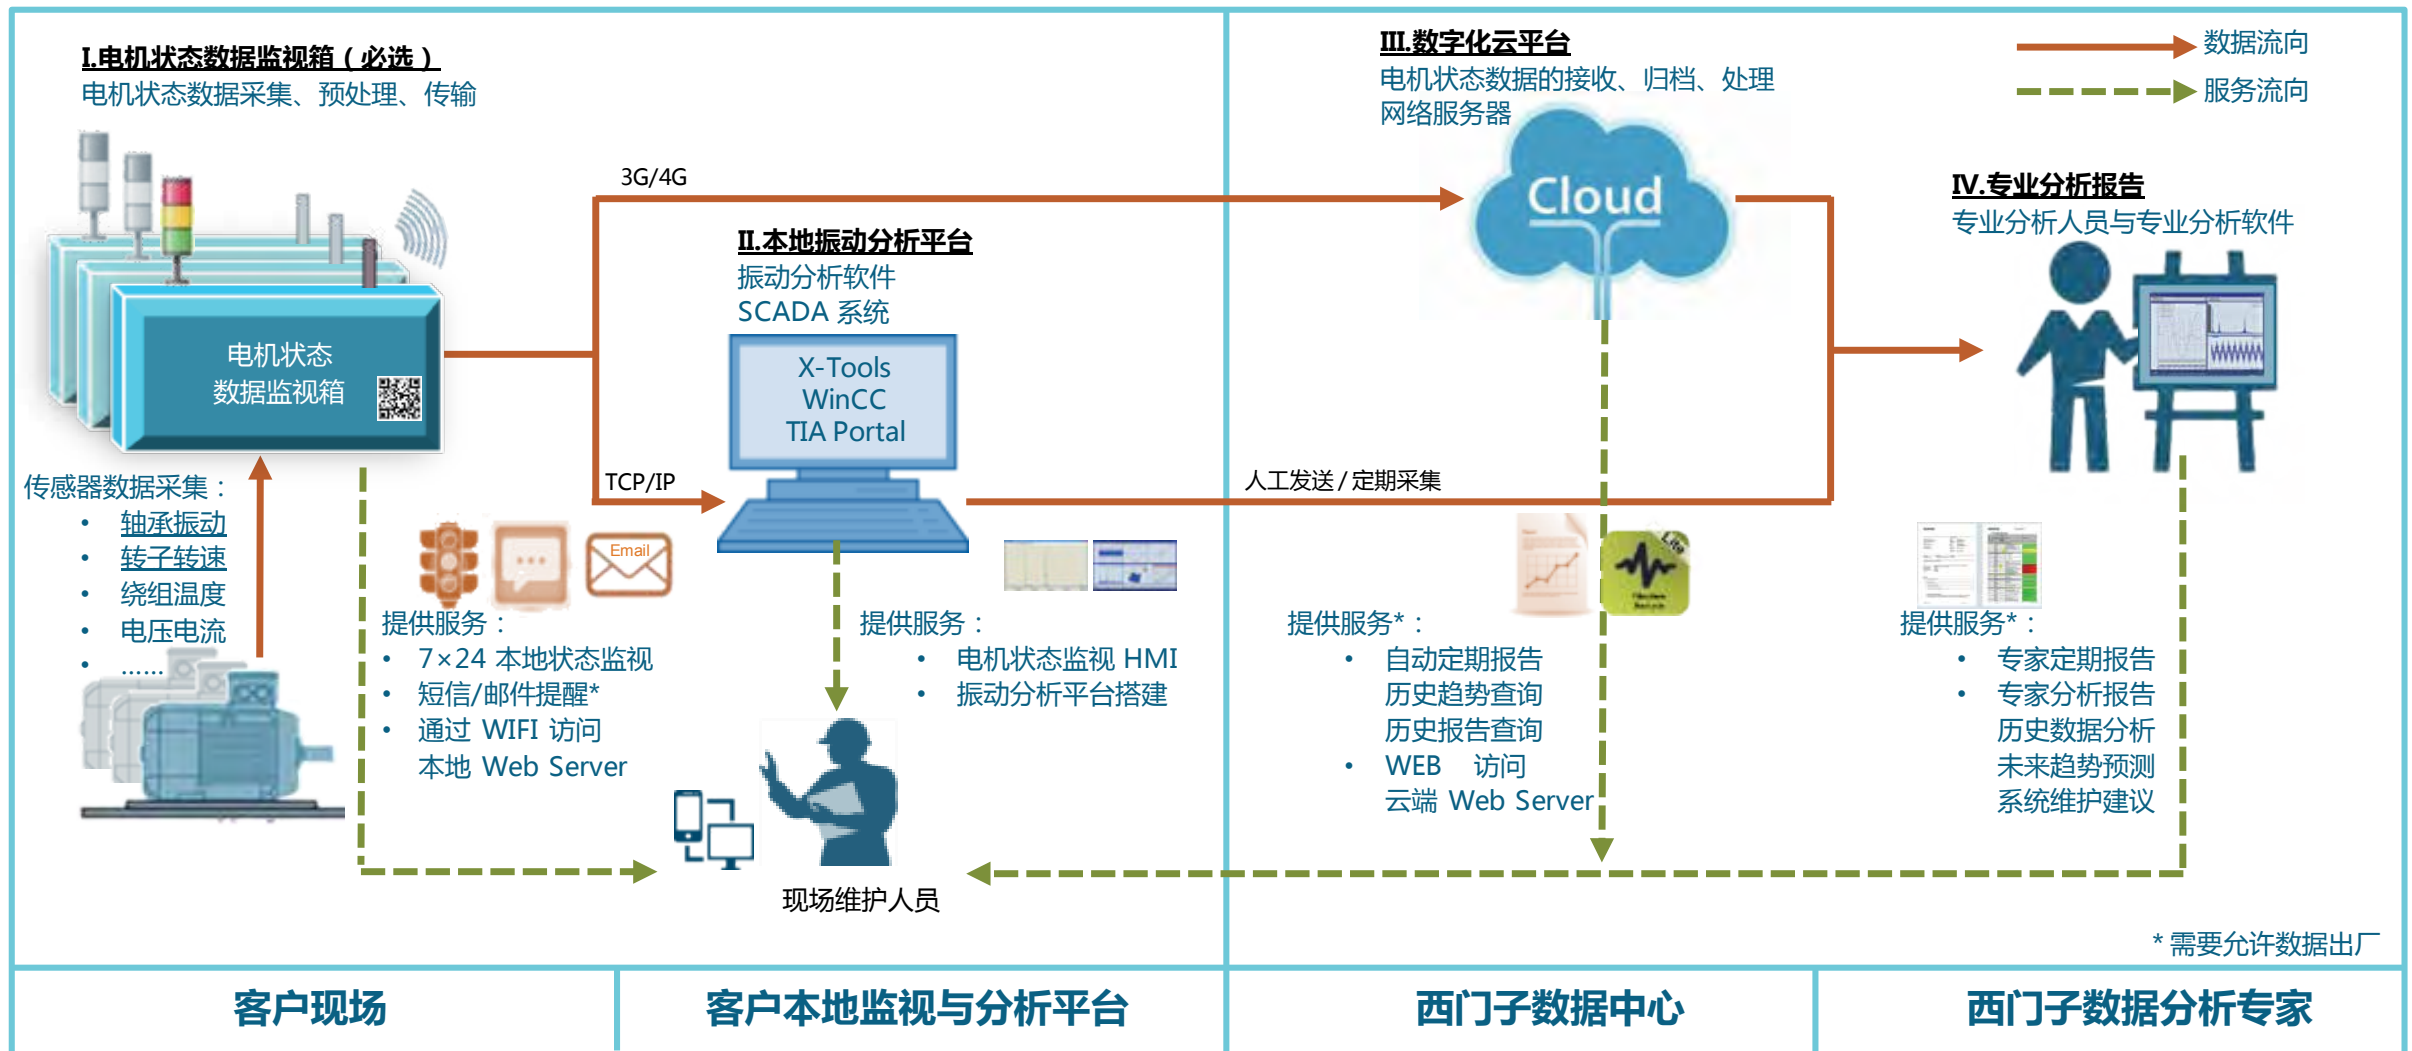 I.电机状态数据监视箱（必选）
电机状态数据采集、预处理、传输
电机状态
数据监视箱
传感器数据采集：
• 轴承振动
• 转子转速
• 绕组温度
• 电压电流
• ……
3G/4G
TCP/IP
II.本地振动分析平台
振动分析软件
SCADA 系统
X-Tools
WinCC
TIA Portal
Email
提供服务：
• 7×24 本地状态监视
• 短信/邮件提醒*
• 通过 WIFI 访问
本地 Web Server
提供服务：
• 电机状态监视 HMI
• 振动分析平台搭建
现场维护人员
III.数字化云平台
电机状态数据的接收、归档、处理
网络服务器
Cloud
人工发送 / 定期采集
Lite
提供服务*：
• 自动定期报告
历史趋势查询
历史报告查询
• WEB 访问
云端 Web Server
数据流向
服务流向
IV.专业分析报告
专业分析人员与专业分析软件
提供服务*：
• 专家定期报告
• 专家分析报告
历史数据分析
未来趋势预测
系统维护建议
* 需要允许数据出厂
客户现场
客户本地监视与分析平台
西门子数据中心
西门子数据分析专家